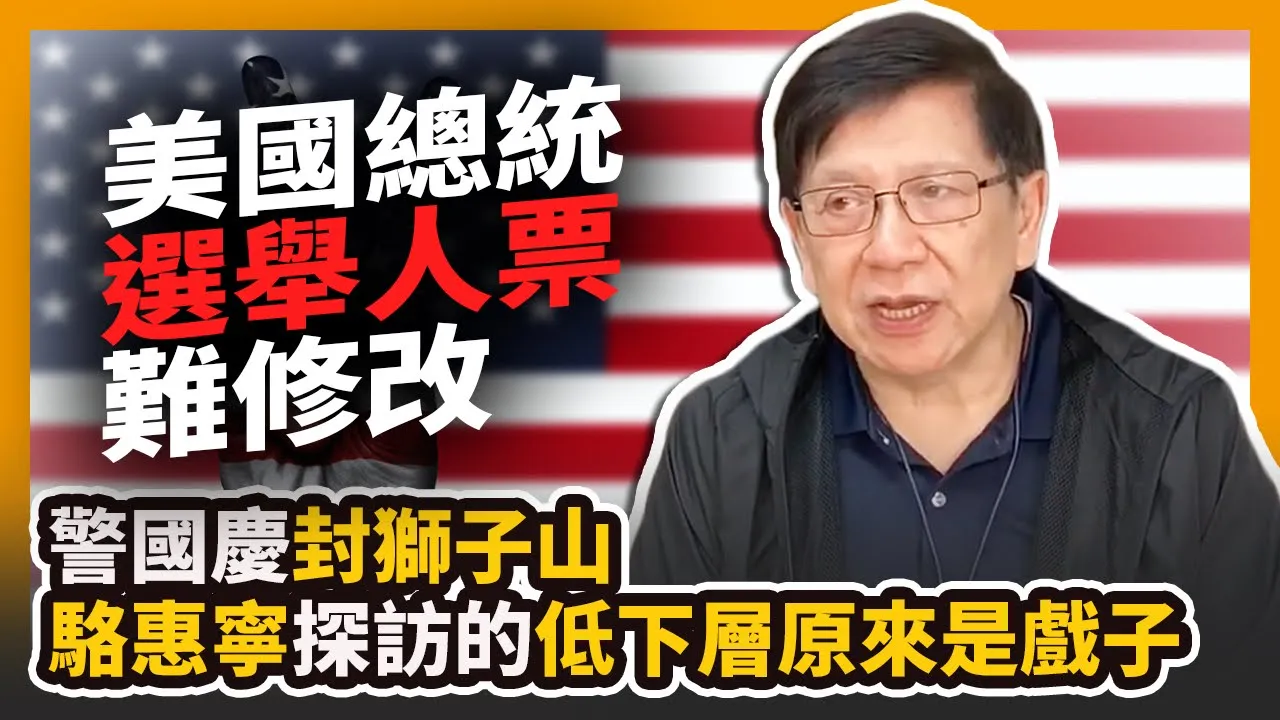 美國總統
選舉人票
難修改
警國慶封獅子山
駱惠寧探訪的低下層原來是戲子